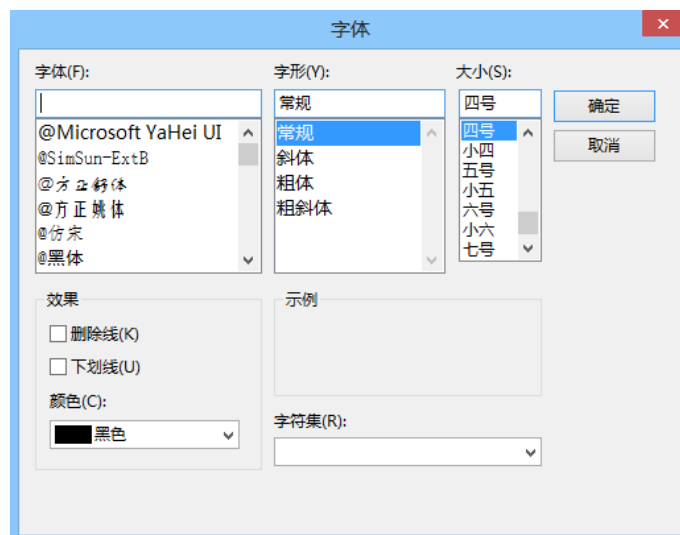 字体
字体(F):
@Microsoft YaHei UI
@SimSun-ExtB
@方正舒体
@方正姚体
@仿宋
@黑体
字形(Y):
常规
常规
斜体
粗体
粗斜体
大小(S):
四号
四号
小四
五号
小五
六号
小六
七号
确定
取消
效果
删除线(K)
下划线(U)
颜色(C):
黑色
示例
字符集(R):